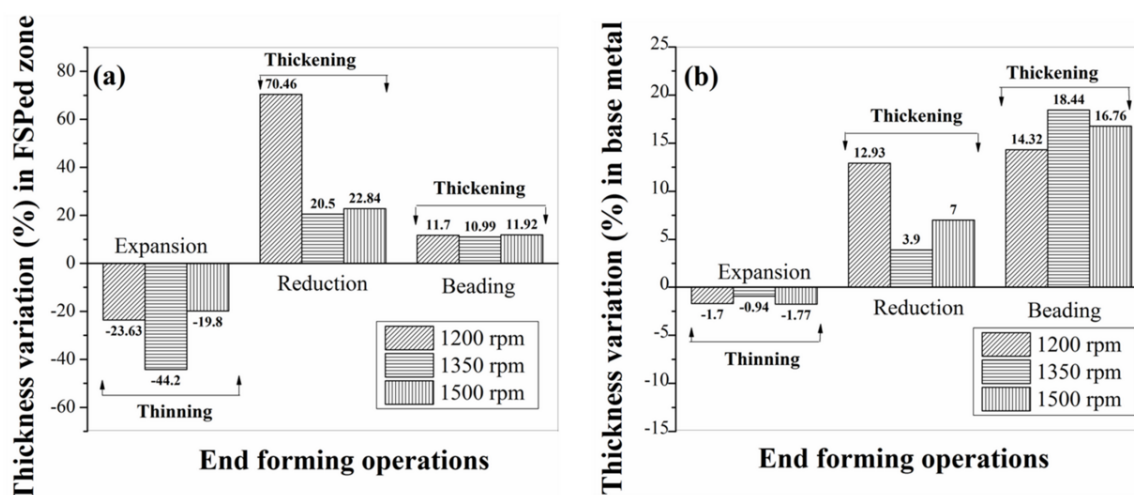 Thickness variation (%) in FSPed zone
(a)
80
60
40
20
0
-20
-40
-60
Thickening
70.46
20.5
22.84
Thickening
11.7
10.99
11.92
Expansion
Reduction
Beading
-23.63
-44.2
-19.8
Thinning
1200 rpm
1350 rpm
1500 rpm
End forming operations
Thickness variation (%) in base metal
(b)
25
20
15
10
5
0
-5
-10
-15
Thickening
18.44
16.76
14.32
Thickening
12.93
3.9
7
Expansion
Reduction
Beading
-1.7
-0.94
-1.77
Thinning
1200 rpm
1350 rpm
1500 rpm
End forming operations